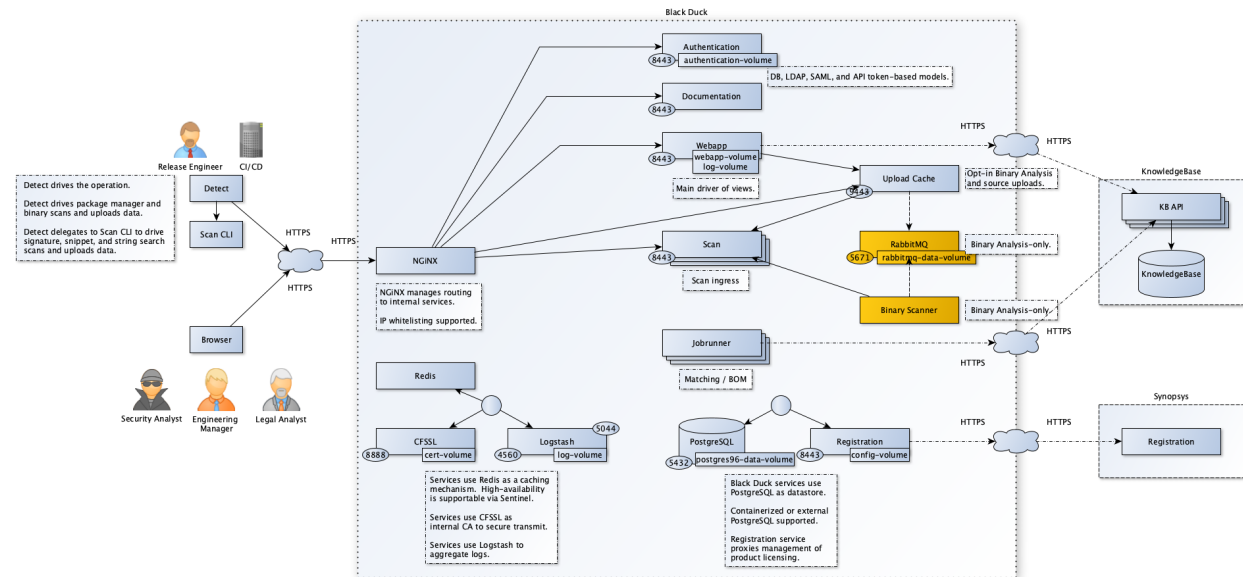 Black Duck
Authentication
8443
authentication-volume
DB, LDAP, SAML, and API token-based models.
Documentation
8443
HTTPS
HTTPS
Webapp
8443
webapp-volume
log-volume
Main driver of views.
Upload Cache
9443
Opt-in Binary Analysis
and source uploads.
KnowledgeBase
KB API
KnowledgeBase
Release Engineer
CI/CD
Detect drives the operation.
Detect drives package manager and
binary scans and uploads data.
Detect delegates to Scan CLI to drive
signature, snippet, and string search
scans and uploads data.
Detect
Scan CLI
HTTPS
HTTPS
HTTPS
NGiNX
NGiNX manages routing
to internal services.
IP whitelisting supported.
Scan
8443
Scan ingress
RabbitMQ
5671
rabbitmq-data-volume
Binary Analysis-only.
Binary Scanner
Binary Analysis-only.
Browser
Security Analyst
Engineering
Manager
Legal Analyst
Jobrunner
Matching / BOM
HTTPS
HTTPS
Redis
CFSSL
8888
cert-volume
5044
Logstash
4560
log-volume
Services use Redis as a caching
mechanism. High-availability
is supportable via Sentinel.
Services use CFSSL as
internal CA to secure transmit.
Services use Logstash to
aggregate logs.
PostgreSQL
5432
postgres96-data-volume
Registration
8443
config-volume
Black Duck services use
PostgreSQL as datastore.
Containerized or external
PostgreSQL supported.
Registration service
proxies management of
product licensing.
HTTPS
HTTPS
Synopsys
Registration